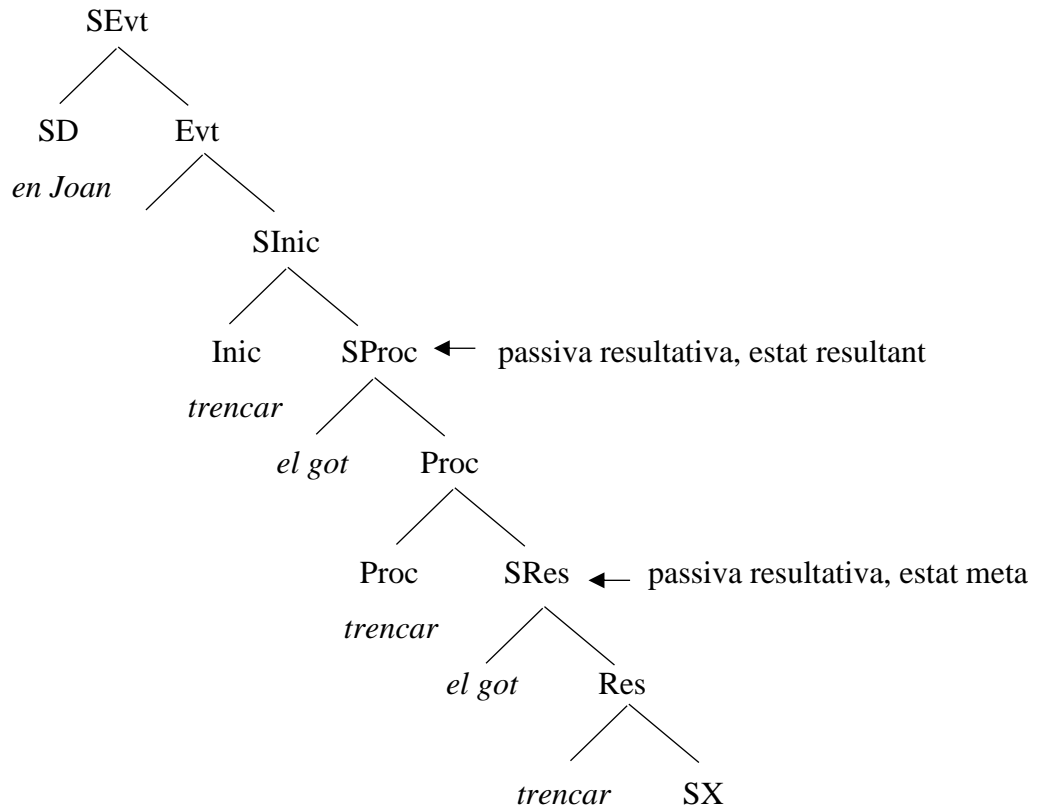 SEvt
SD Evt
en Joan
SInic
Inic SProc passiva resultativa, estat resultant
trencar
el got Proc
Proc SRes passiva resultativa, estat meta
trencar
el got Res
trencar SX